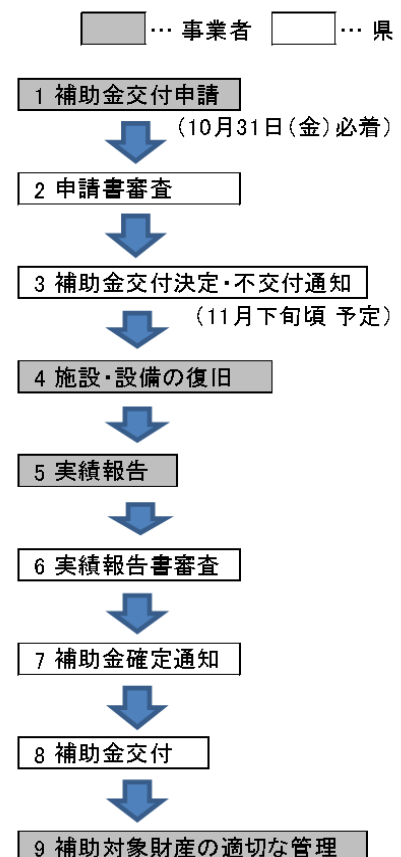 … 事業者 … 県
1 補助金交付申請
(10月31日(金)必着)
2 申請書審査
3 補助金交付決定・不交付通知
(11月下旬頃 予定)
4 施設・設備の復旧
5 実績報告
6 実績報告書審査
7 補助金確定通知
8 補助金交付
9 補助対象財産の適切な管理